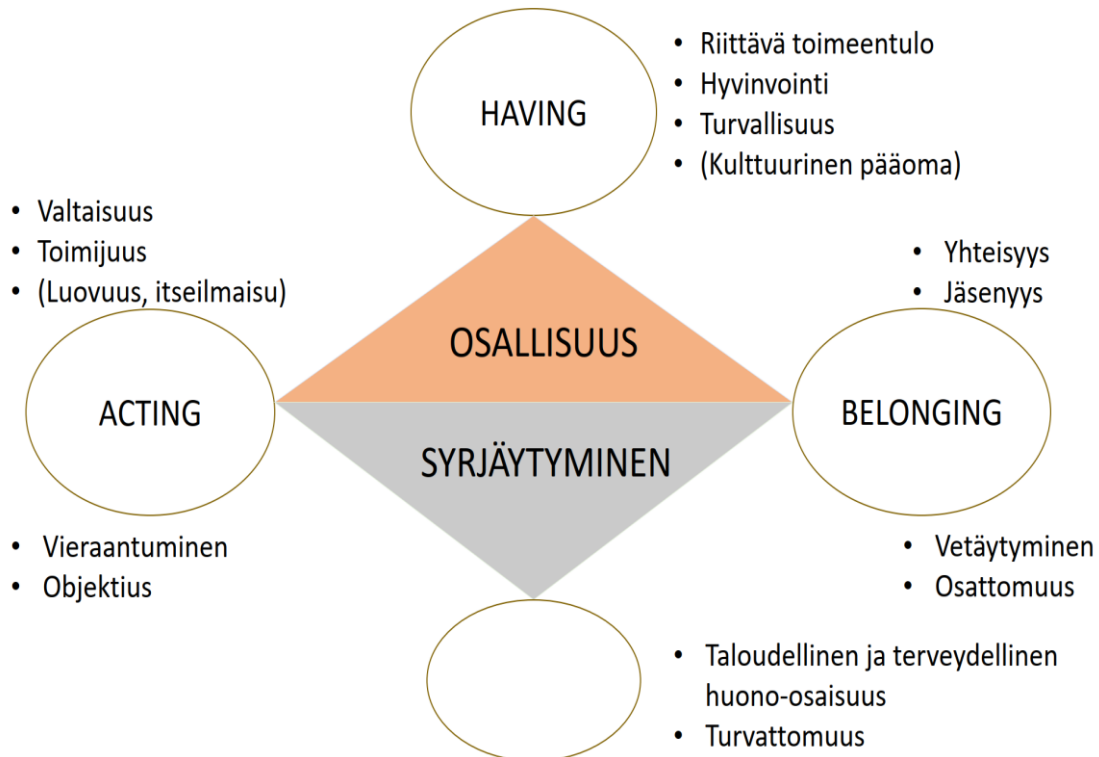 HAVING
• Riittävä toimeentulo
• Hyvinvointi
• Turvallisuus
• (Kulttuurinen pääoma)
• Valtaisuus
• Toimijuus
• (Luovuus, itseilmaisu)
• Yhteisyys
• Jäsenyys
OSALLISUUS
ACTING
BELONGING
SYRJÄYTYMINEN
• Vieraantuminen
• Objektius
• Vetäytyminen
• Osattomuus
• Taloudellinen ja terveydellinen
huono-osaisuus
• Turvattomuus